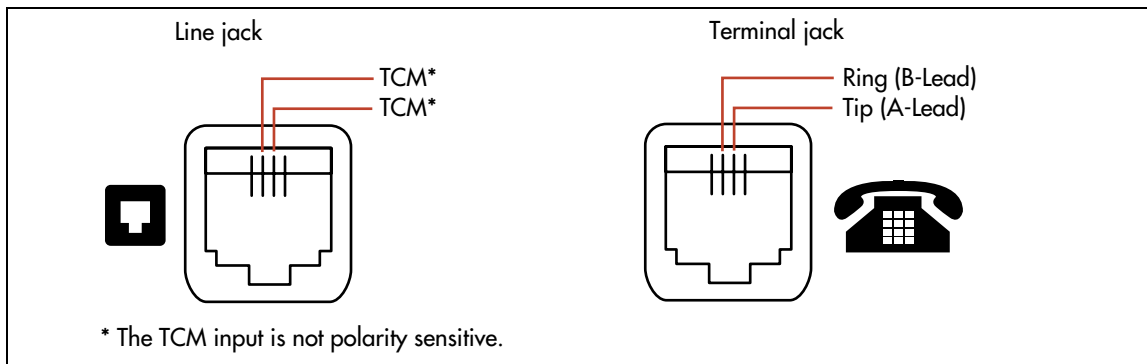 Line jack
TCM*
TCM*
* The TCM input is not polarity sensitive.
Terminal jack
Ring (B-Lead)
Tip (A-Lead)